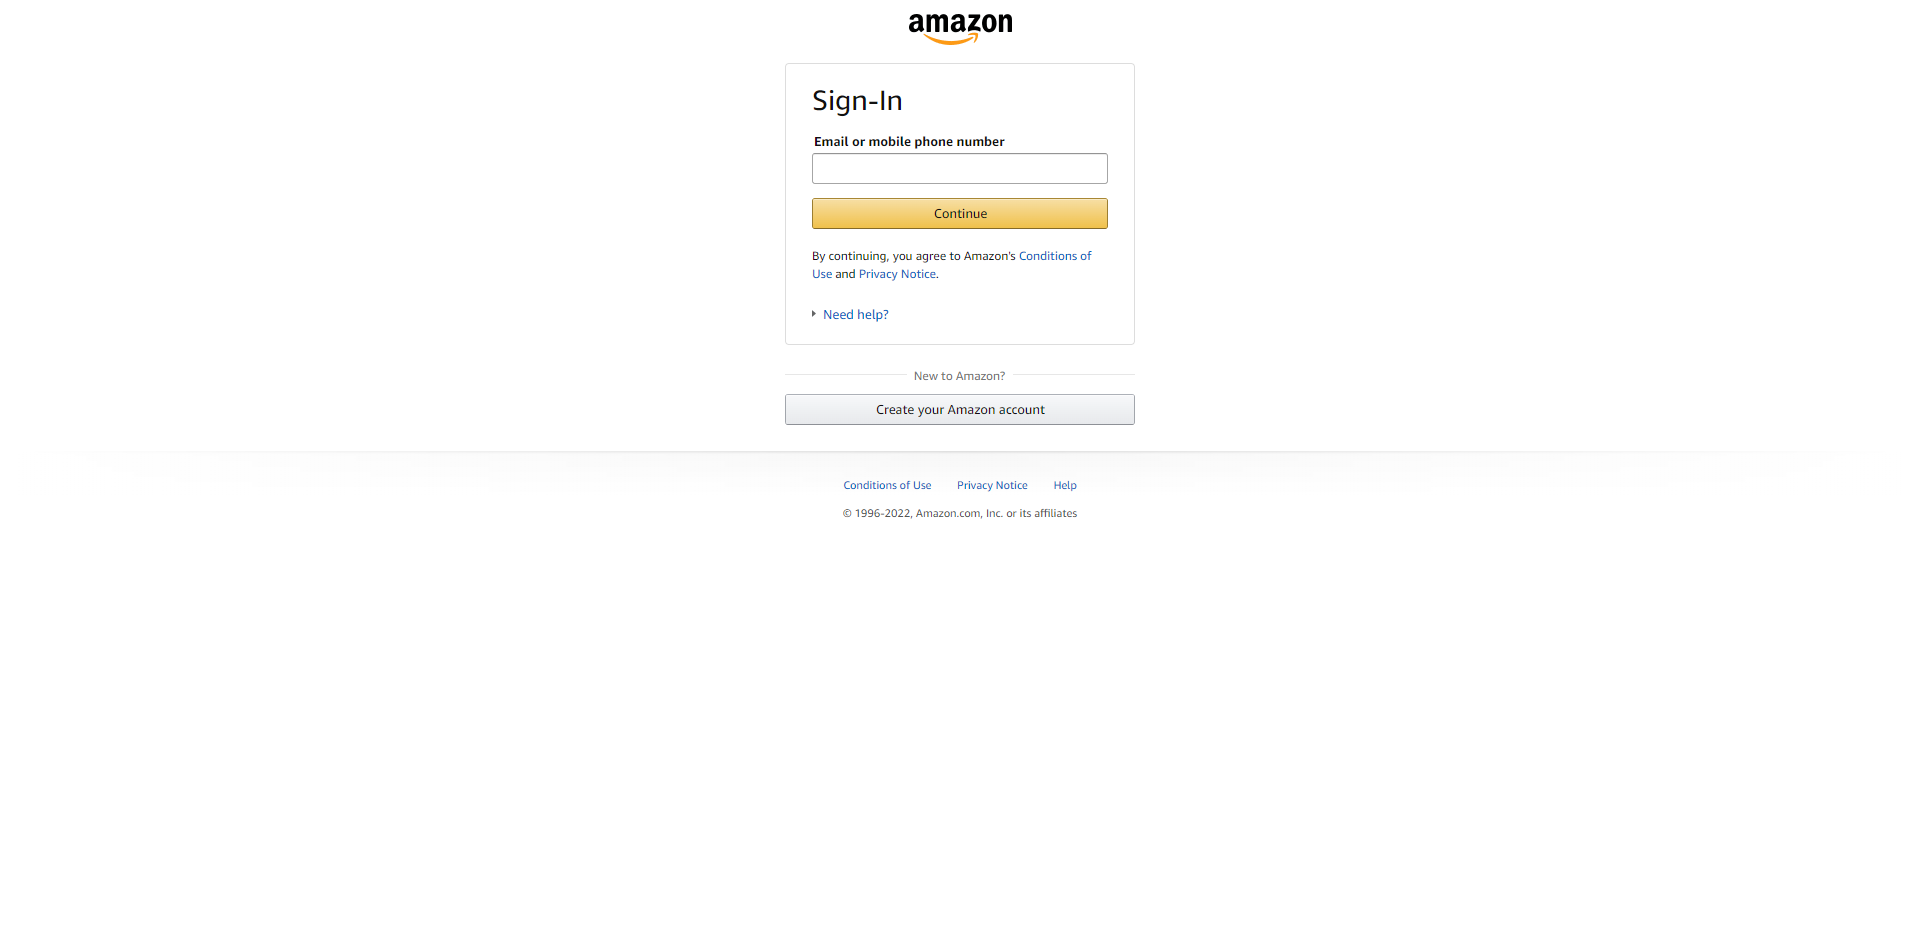 amazon
Sign-In
Email or mobile phone number
Continue
By continuing, you agree to Amazon's Conditions of
Use and Privacy Notice.
Need help?
New to Amazon?
Create your Amazon account
Conditions of Use Privacy Notice Help
© 1996-2022, Amazon.com, Inc. or its affiliates